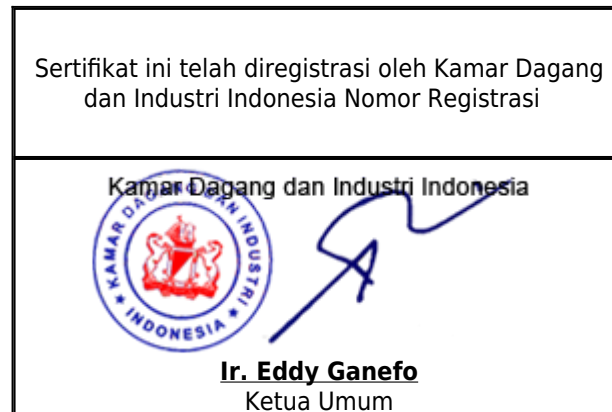 Sertifikat ini telah diregistrasi oleh Kamar Dagang
dan Industri Indonesia Nomor Registrasi
Kamar Dagang dan Industri Indonesia
KAMAR DAGANG DAN INDUSTRI
INDONESIA
Ir. Eddy Ganefo
Ketua Umum